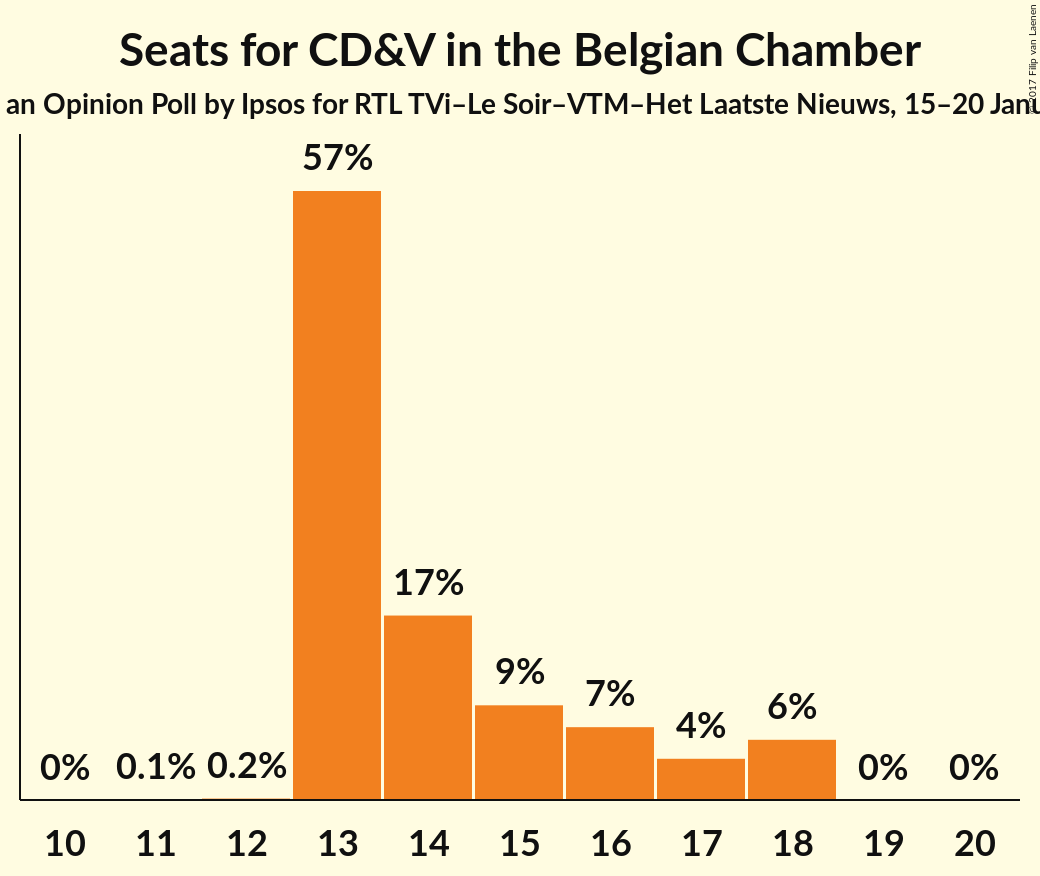 Seats for CD&V in the Belgian Chamber
an Opinion Poll by Ipsos for RTL TVi–Le Soir–VTM–Het Laatste Nieuws, 15–20
57%
17%
9%
7%
4%
6%
0% 0.1% 0.2% 0% 0%
10 11 12 13 14 15 16 17 18 19 20
© 2017 Filip van Laenen